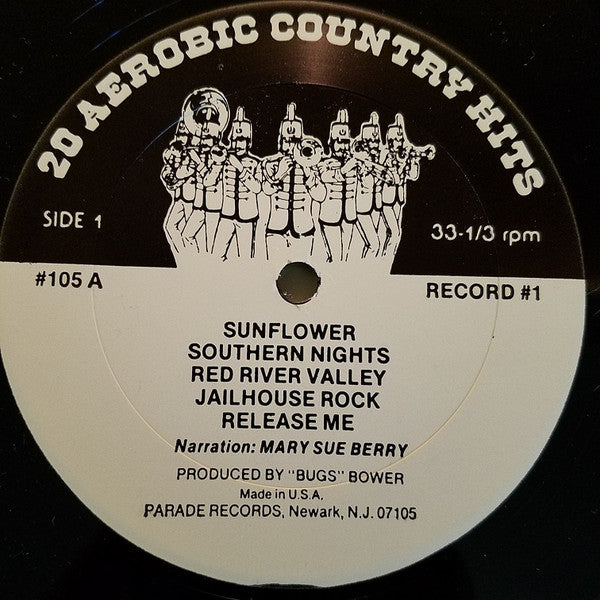 20 AEROBIC COUNTRY HITS
SIDE 1
33-1/3 rpm
#105 A
RECORD #1
SUNFLOWER
SOUTHERN NIGHTS
RED RIVER VALLEY
JAILHOUSE ROCK
RELEASE ME
Narration: MARY SUE BERRY
PRODUCED BY "BUGS" BOWER
Made in U.S.A.
PARADE RECORDS, Newark, N.J. 07105